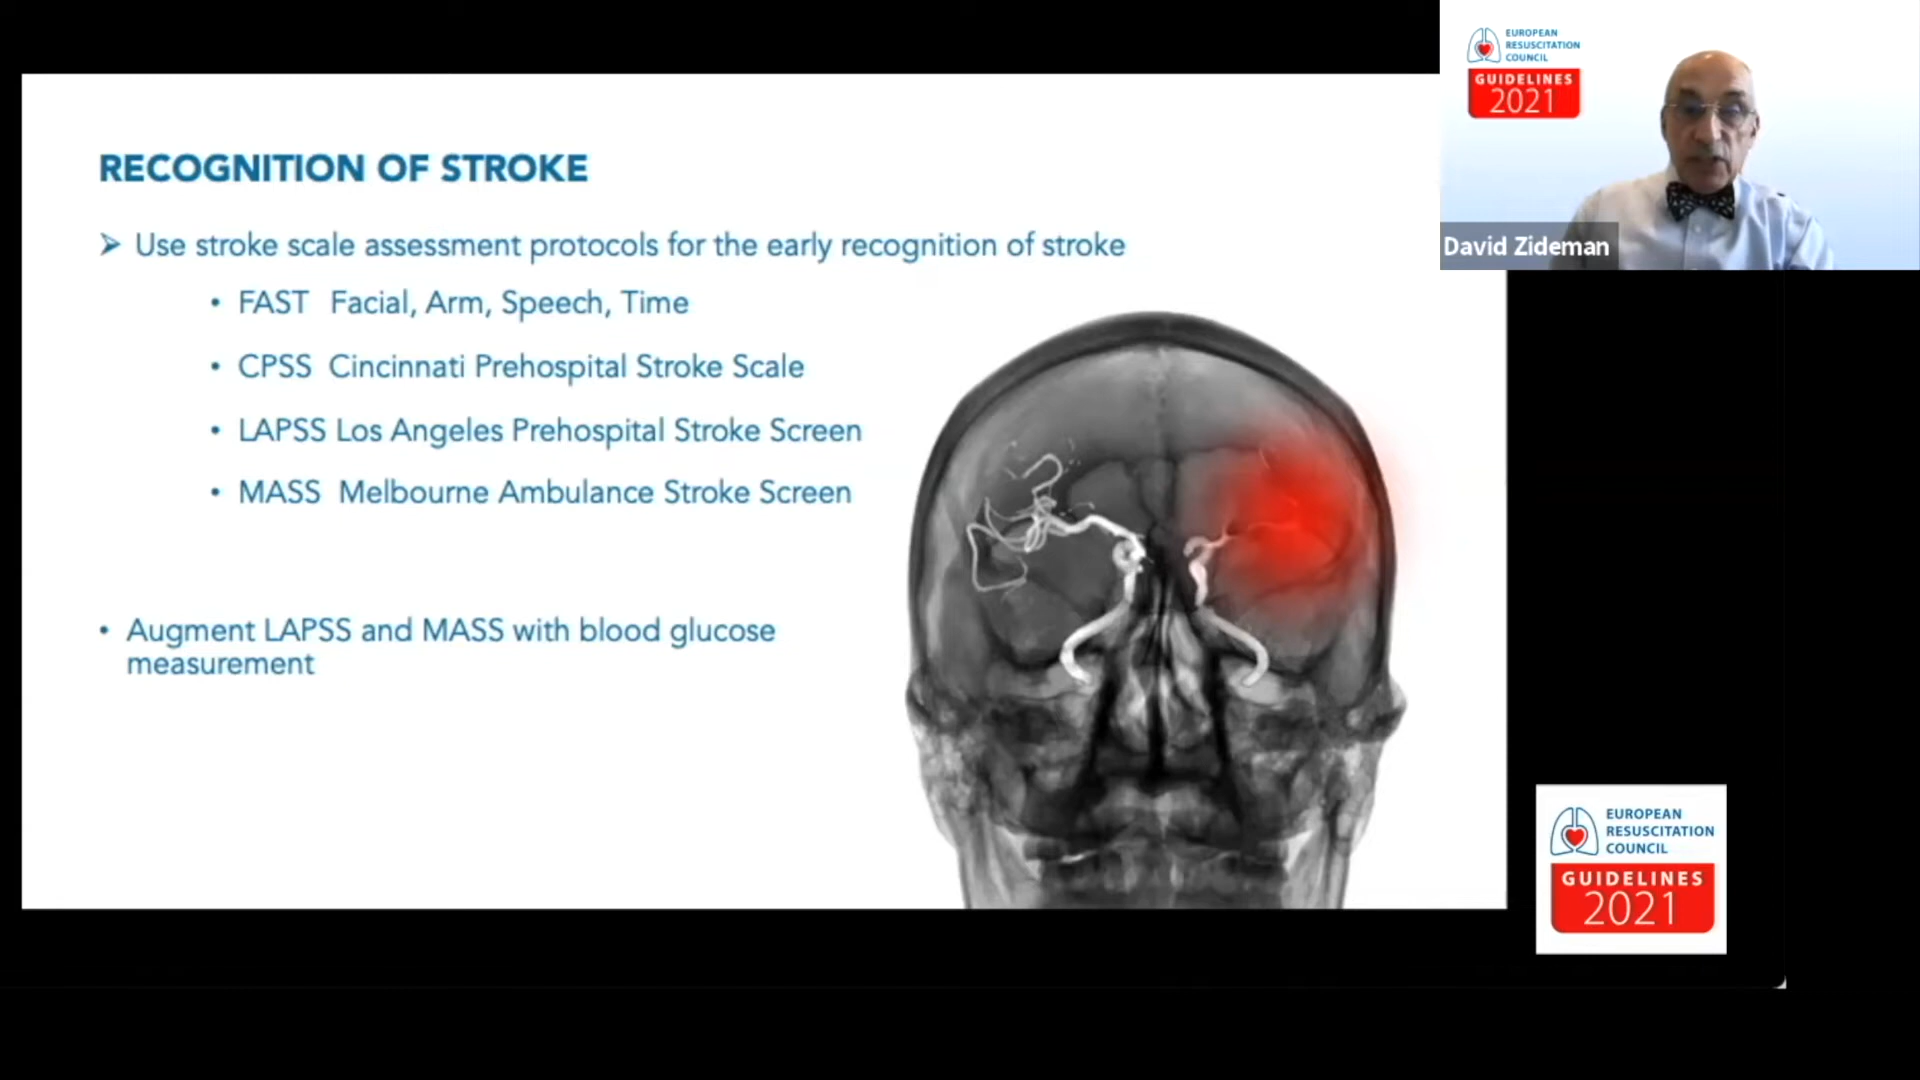 RECOGNITION OF STROKE
➢ Use stroke scale assessment protocols for the early recognition of stroke
• FAST Facial, Arm, Speech, Time
• CPSS Cincinnati Prehospital Stroke Scale
• LAPSS Los Angeles Prehospital Stroke Screen
• MASS Melbourne Ambulance Stroke Screen
• Augment LAPSS and MASS with blood glucose
measurement
EUROPEAN
RESUSCITATION
COUNCIL
GUIDELINES
2021
David Zideman
EUROPEAN
RESUSCITATION
COUNCIL
GUIDELINES
2021